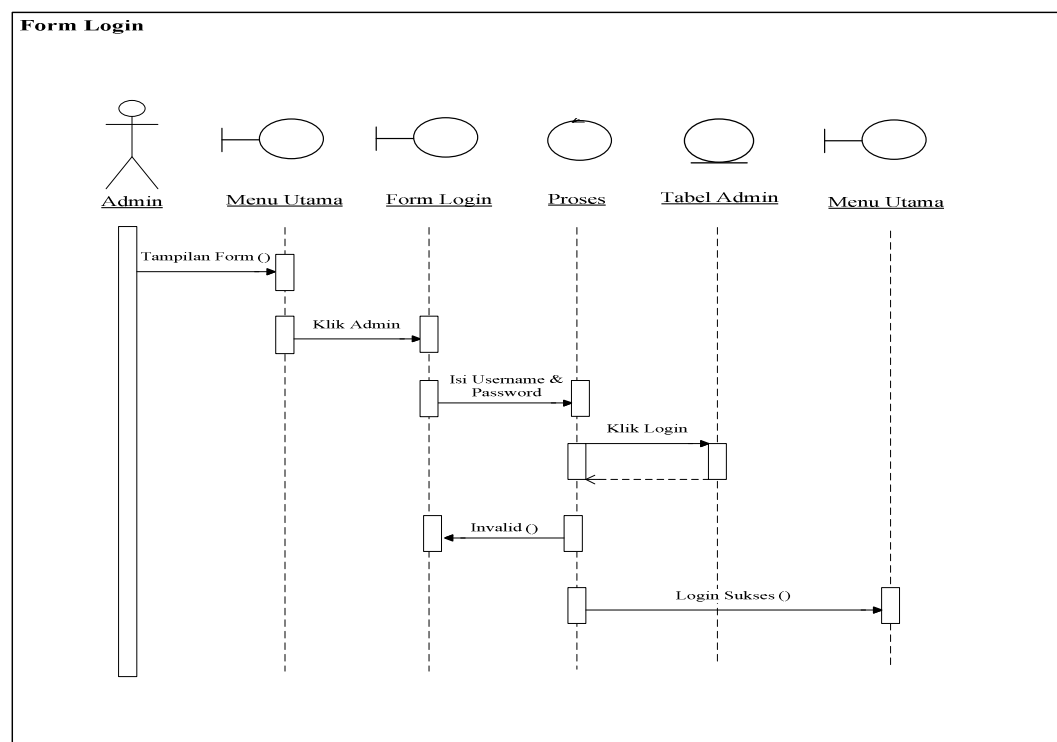 Form Login
Admin
Menu Utama
Form Login
Proses
Tabel Admin
Menu Utama
Tampilan Form ()
Klik Admin
Isi Username &
Password
Klik Login
Invalid ()
Login Sukses ()